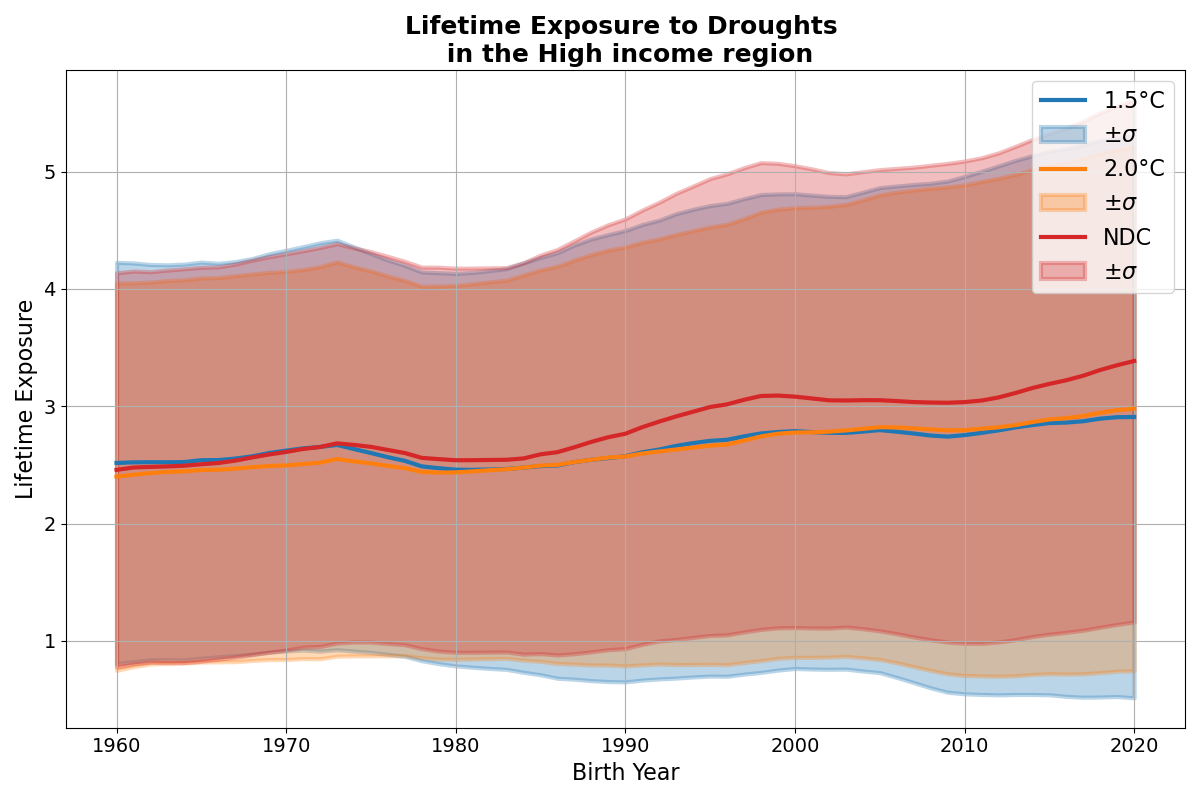 Lifetime Exposure to Droughts
in the High income region
Lifetime Exposure
5
4
3
2
1
1960 1970 1980 1990 2000 2010 2020
Birth Year
1.5°C
±σ
2.0°C
±σ
NDC
±σ